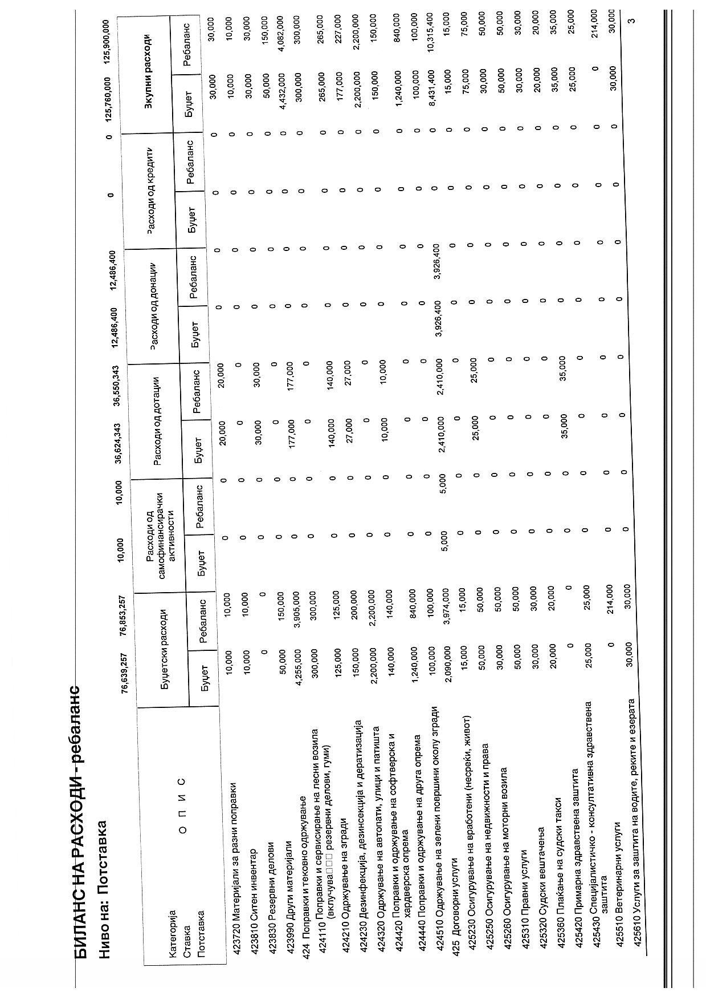 БИЛАНС НА РАСХОДИ - ребаланс
Ниво на: Потставка
76,639,257 76,853,257 10,000 10,000 36,624,343 36,550,343 12,486,400 12,486,400 0 0 125,760,000 125,900,000
Категорија
Ставка
Потставка
О П И С
Буџетски расходи
Расходи од
самофинансирачки
активности
Расходи од дотации
Расходи од донации
Расходи од кредити
Вкупни расходи
Буџет Ребаланс Буџет Ребаланс Буџет Ребаланс Буџет Ребаланс Буџет Ребаланс Буџет Ребаланс
423720 Материјали за разни поправки 10,000 10,000 0 0 20,000 20,000 0 0 0 0 30,000 30,000
423810 Ситен инвентар 10,000 10,000 0 0 0 0 0 0 0 0 10,000 10,000
423830 Резервни делови 0 0 0 0 30,000 30,000 0 0 0 0 30,000 30,000
423990 Други материјали 50,000 150,000 0 0 0 0 0 0 0 0 50,000 150,000
424 Поправки и тековно одржување 4,255,000 3,905,000 0 0 177,000 177,000 0 0 0 0 4,432,000 4,082,000
424110 Поправки и сервисирање на лесни возила 300,000 300,000 0 0 0 0 0 0 0 0 300,000 300,000
(вклучува□□□ резервни делови, гуми)
424210 Одржување на згради 125,000 125,000 0 0 140,000 140,000 0 0 0 0 265,000 265,000
424230 Дезинфекција, дезинсекција и дератизација 150,000 200,000 0 0 27,000 27,000 0 0 0 0 177,000 227,000
424320 Одржување на автопати, улици и патишта 2,200,000 2,200,000 0 0 0 0 0 0 0 0 2,200,000 2,200,000
424420 Поправки и одржување на софтверска и 140,000 140,000 0 0 10,000 10,000 0 0 0 0 150,000 150,000
хардверска опрема
424440 Поправки и одржување на друга опрема 1,240,000 840,000 0 0 0 0 0 0 0 0 1,240,000 840,000
424510 Одржување на зелени површини околу згради 100,000 100,000 0 0 0 0 0 0 0 0 100,000 100,000
425 Договорни услуги 2,090,000 3,974,000 5,000 5,000 2,410,000 2,410,000 3,926,400 3,926,400 0 0 8,431,400 10,315,400
425230 Осигурување на вработени (несреќи, живот) 15,000 15,000 0 0 0 0 0 0 0 0 15,000 15,000
425250 Осигурување на недвижности и права 50,000 50,000 0 0 25,000 25,000 0 0 0 0 75,000 75,000
425260 Осигурување на моторни возила 30,000 50,000 0 0 0 0 0 0 0 0 30,000 50,000
425310 Правни услуги 50,000 50,000 0 0 0 0 0 0 0 0 50,000 50,000
425320 Судски вештачења 30,000 30,000 0 0 0 0 0 0 0 0 30,000 30,000
425360 Плаќање на судски такси 20,000 20,000 0 0 0 0 0 0 0 0 20,000 20,000
425420 Примарна здравствена заштита 0 0 0 0 35,000 35,000 0 0 0 0 35,000 35,000
425430 Специјалистичко - консултативна здравствена 25,000 25,000 0 0 0 0 0 0 0 0 25,000 25,000
заштита
425510 Ветеринарни услуги 0 214,000 0 0 0 0 0 0 0 0 0 214,000
425610 Услуги за заштита на водите, реките и езерата 30,000 30,000 0 0 0 0 0 0 0 0 30,000 30,000
3